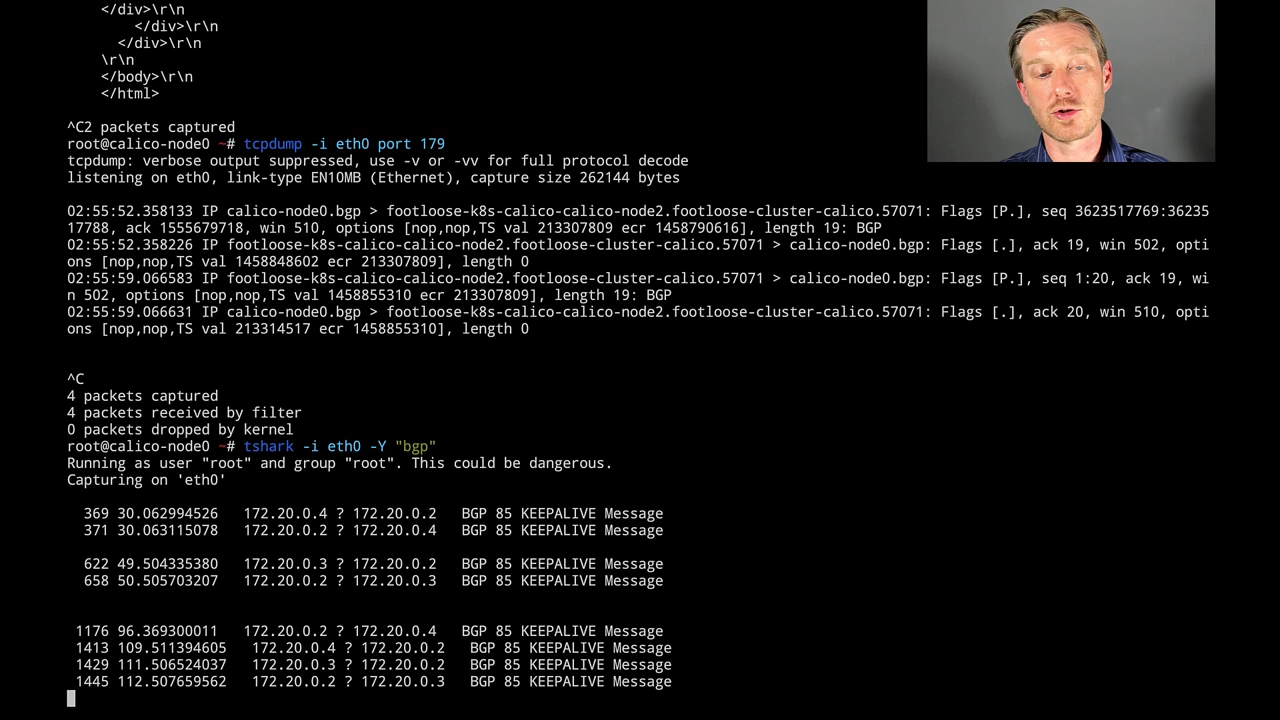 </div>\r\n
</div>\r\n
</div>\r\n
\r\n
</body>\r\n
</html>
^C2 packets captured
root@calico-node0 ~# tcpdump -i eth0 port 179
tcpdump: verbose output suppressed, use -v or -vv for full protocol decode
listening on eth0, link-type EN10MB (Ethernet), capture size 262144 bytes
02:55:52.358133 IP calico-node0.bgp > footloose-k8s-calico-calico-node2.footloose-cluster-calico.57071: Flags [P.], seq 3623517769:36235
17788, ack 1555679718, win 510, options [nop,nop,TS val 213307809 ecr 1458790616], length 19: BGP
02:55:52.358226 IP footloose-k8s-calico-calico-node2.footloose-cluster-calico.57071 > calico-node0.bgp: Flags [.], ack 19, win 502, opti
ons [nop,nop,TS val 1458848602 ecr 213307809], length 0
02:55:59.066583 IP footloose-k8s-calico-calico-node2.footloose-cluster-calico.57071 > calico-node0.bgp: Flags [P.], seq 1:20, ack 19, wi
n 502, options [nop,nop,TS val 1458855310 ecr 213307809], length 19: BGP
02:55:59.066631 IP calico-node0.bgp > footloose-k8s-calico-calico-node2.footloose-cluster-calico.57071: Flags [.], ack 20, win 510, opti
ons [nop,nop,TS val 213314517 ecr 1458855310], length 0
^C
4 packets captured
4 packets received by filter
0 packets dropped by kernel
root@calico-node0 ~# tshark -i eth0 -Y "bgp"
Running as user "root" and group "root". This could be dangerous.
Capturing on 'eth0'
369 30.062994526 172.20.0.4 ? 172.20.0.2 BGP 85 KEEPALIVE Message
371 30.063115078 172.20.0.2 ? 172.20.0.4 BGP 85 KEEPALIVE Message
622 49.504335380 172.20.0.3 ? 172.20.0.2 BGP 85 KEEPALIVE Message
658 50.505703207 172.20.0.2 ? 172.20.0.3 BGP 85 KEEPALIVE Message
1176 96.369300011 172.20.0.2 ? 172.20.0.4 BGP 85 KEEPALIVE Message
1413 109.511394605 172.20.0.4 ? 172.20.0.2 BGP 85 KEEPALIVE Message
1429 111.506524037 172.20.0.3 ? 172.20.0.2 BGP 85 KEEPALIVE Message
1445 112.507659562 172.20.0.2 ? 172.20.0.3 BGP 85 KEEPALIVE Message